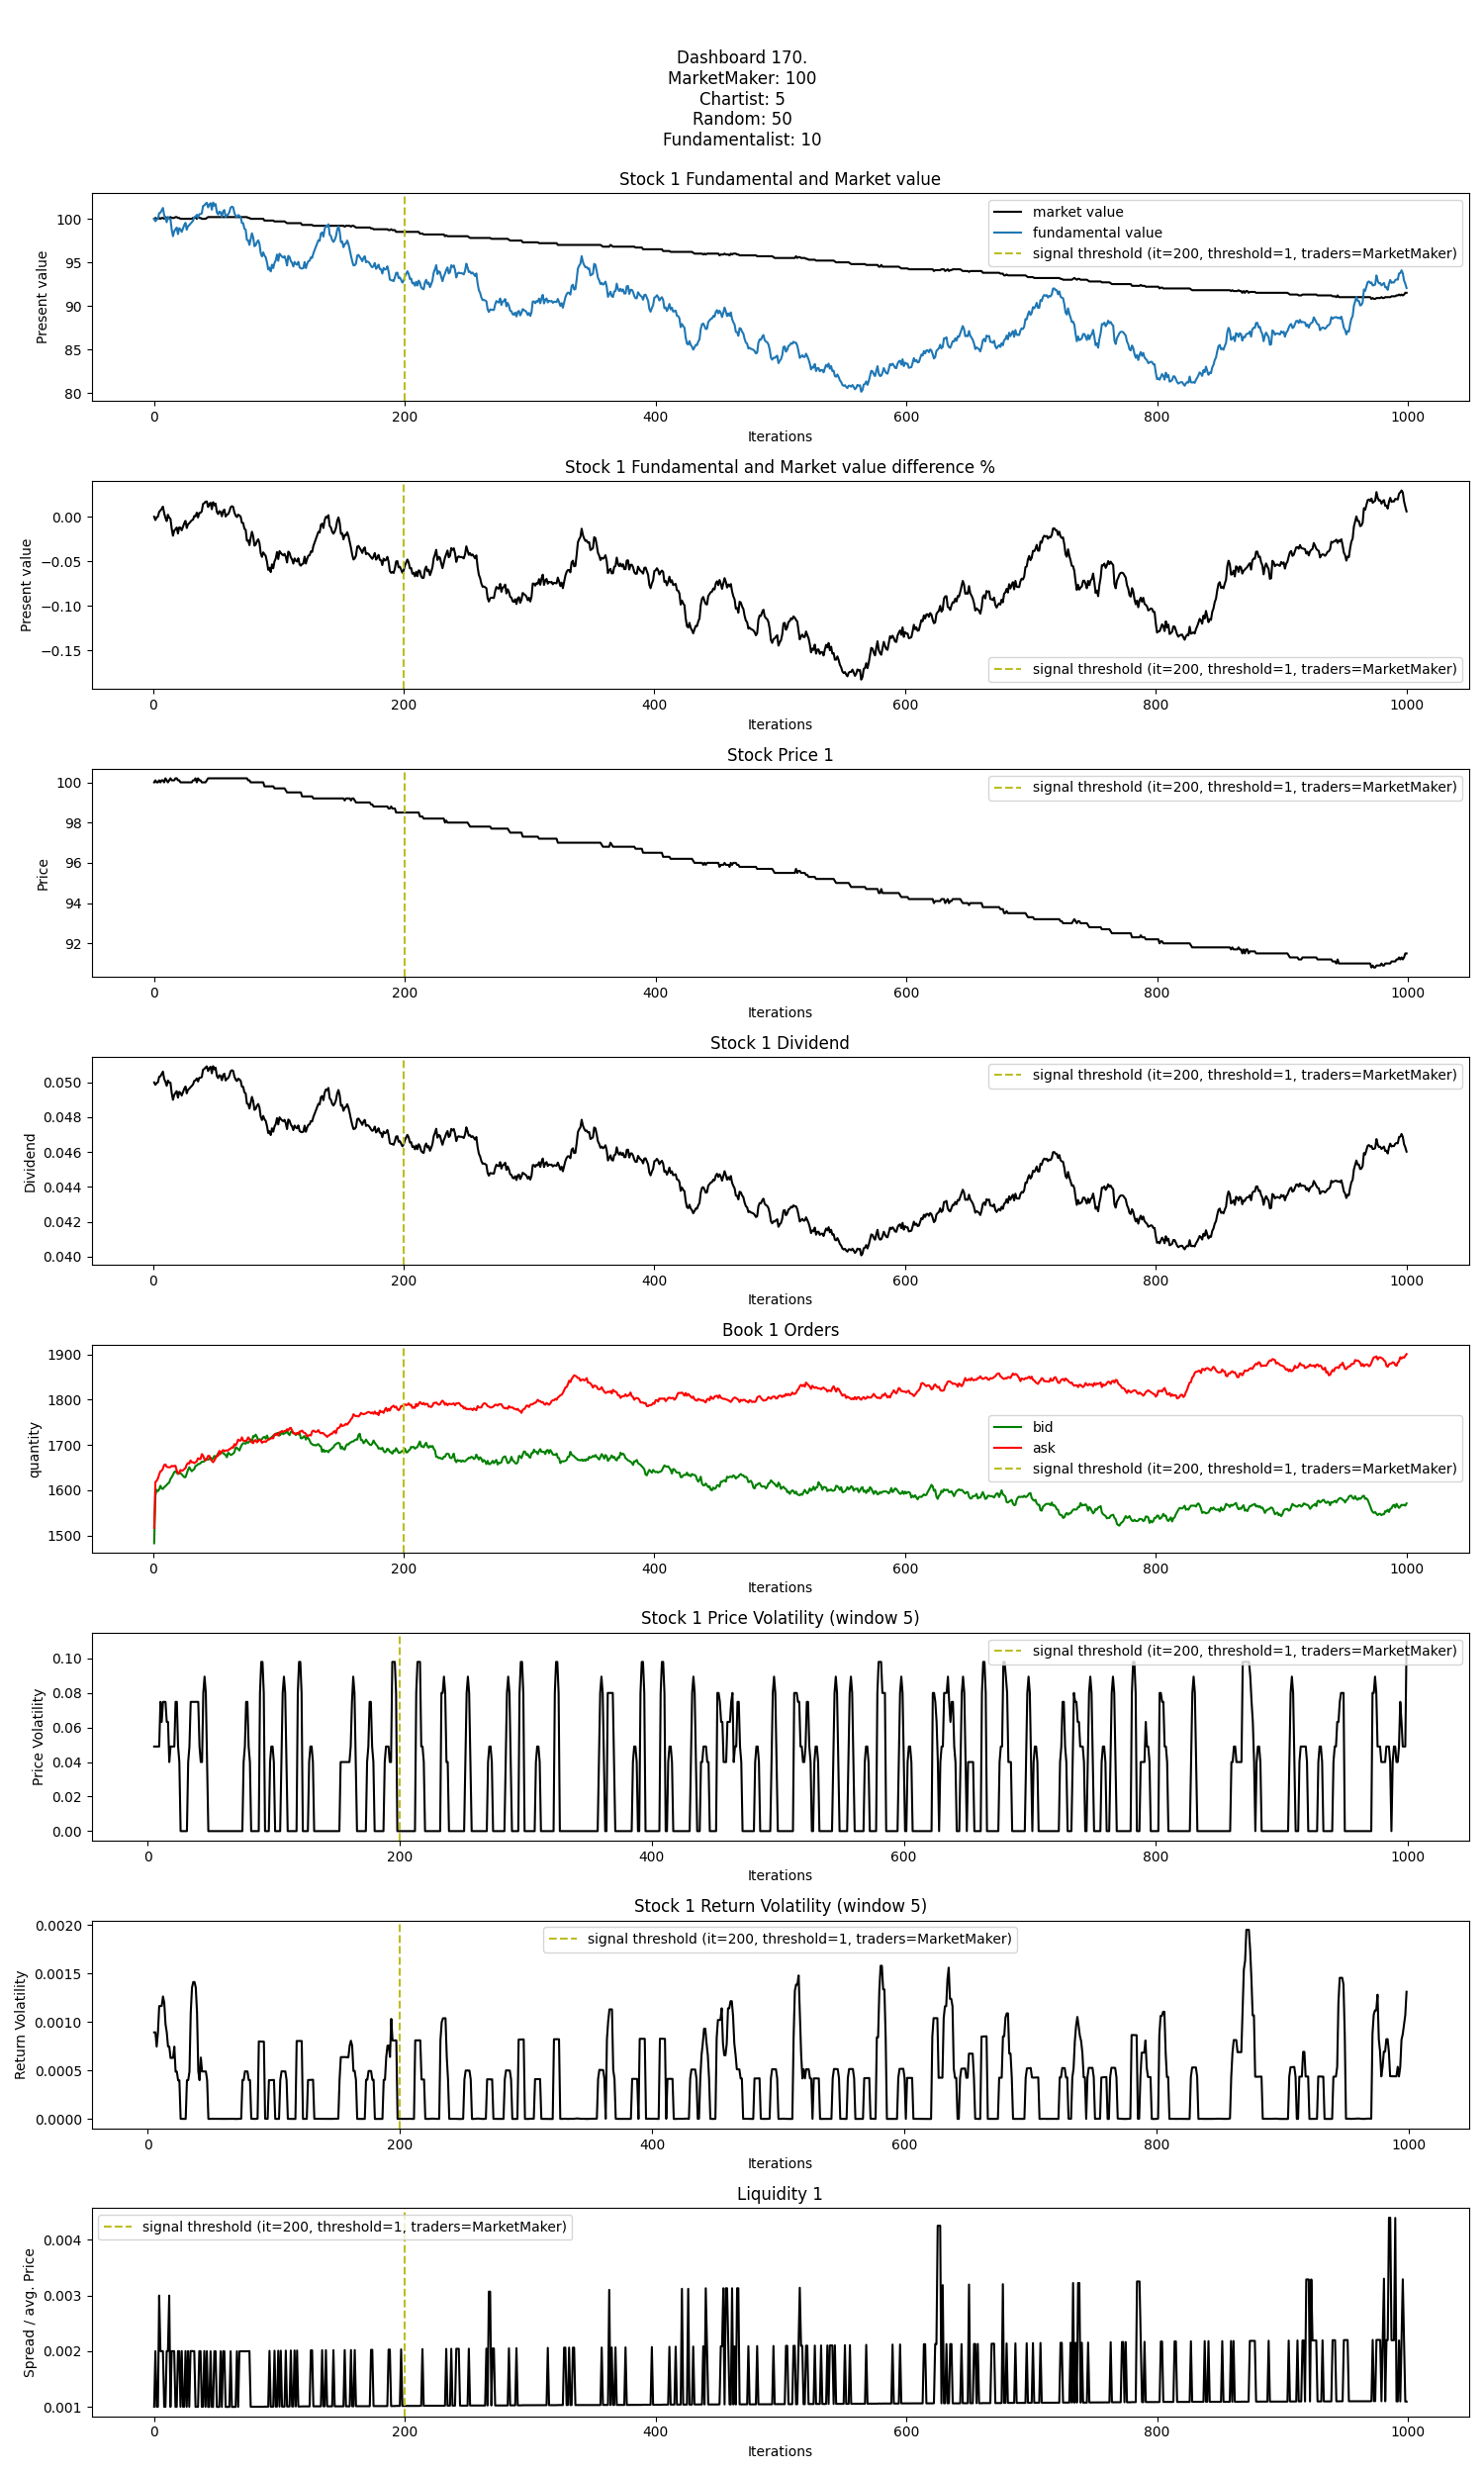 Dashboard 170.
MarketMaker: 100
Chartist: 5
Random: 50
Fundamentalist: 10
Stock 1 Fundamental and Market value
Present value
100
95
90
85
80
market value
fundamental value
signal threshold (it=200, threshold=1, traders=MarketMaker)
0 200 400 600 800 1000
Iterations
Stock 1 Fundamental and Market value difference %
Present value
0.00
−0.05
−0.10
−0.15
signal threshold (it=200, threshold=1, traders=MarketMaker)
0 200 400 600 800 1000
Iterations
Stock Price 1
Price
100
98
96
94
92
signal threshold (it=200, threshold=1, traders=MarketMaker)
0 200 400 600 800 1000
Iterations
Stock 1 Dividend
Dividend
0.050
0.048
0.046
0.044
0.042
0.040
signal threshold (it=200, threshold=1, traders=MarketMaker)
0 200 400 600 800 1000
Iterations
Book 1 Orders
quantity
1900
1800
1700
1600
1500
bid
ask
signal threshold (it=200, threshold=1, traders=MarketMaker)
0 200 400 600 800 1000
Iterations
Stock 1 Price Volatility (window 5)
Price Volatility
0.10
0.08
0.06
0.04
0.02
0.00
signal threshold (it=200, threshold=1, traders=MarketMaker)
0 200 400 600 800 1000
Iterations
Stock 1 Return Volatility (window 5)
Return Volatility
0.0020
0.0015
0.0010
0.0005
0.0000
signal threshold (it=200, threshold=1, traders=MarketMaker)
0 200 400 600 800 1000
Iterations
Liquidity 1
Spread / avg. Price
0.004
0.003
0.002
0.001
signal threshold (it=200, threshold=1, traders=MarketMaker)
0 200 400 600 800 1000
Iterations